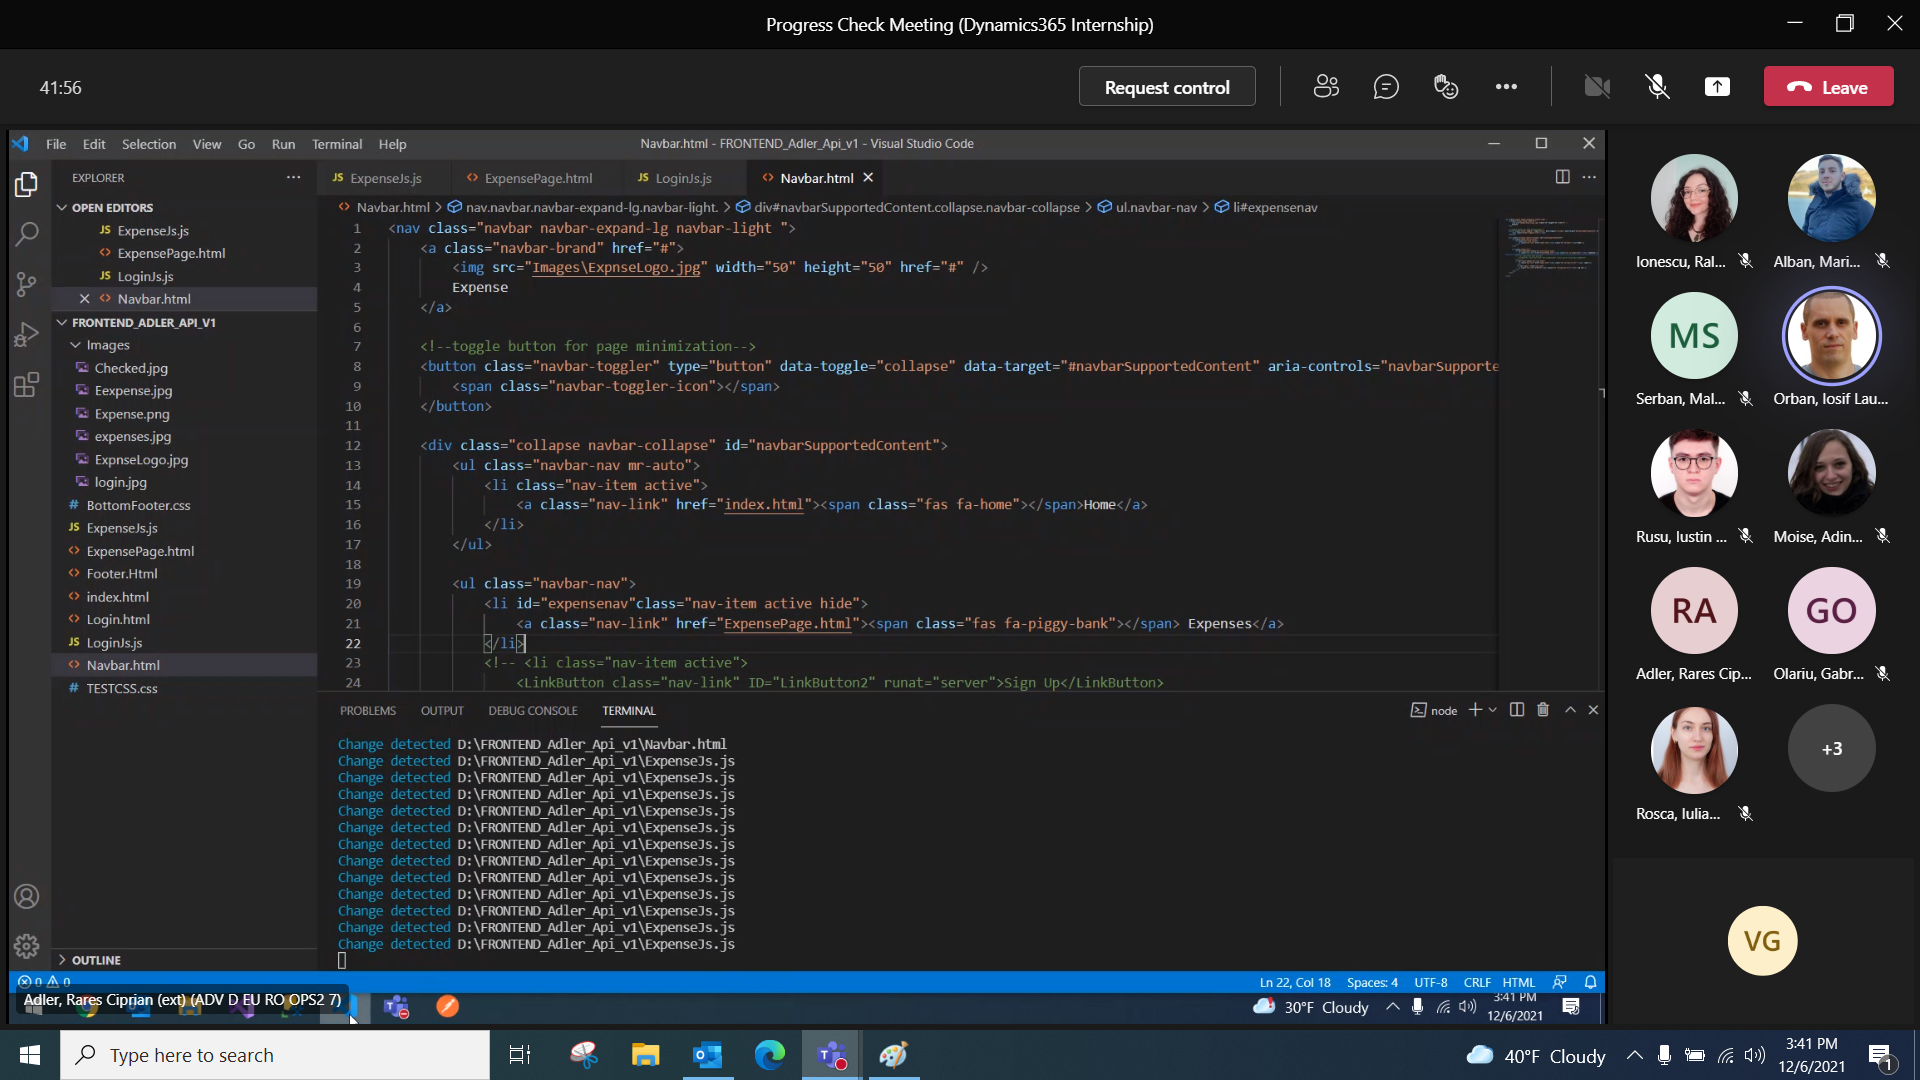 Progress Check Meeting (Dynamics365 Internship)
41:56
Request control
Leave
File Edit Selection View Go Run Terminal Help
Navbar.html - FRONTEND_Adler_Api_v1 - Visual Studio Code
EXPLORER
ExpenseJs.js
ExpensePage.html
LoginJs.js
Navbar.html
OPEN EDITORS
ExpenseJs.js
ExpensePage.html
LoginJs.js
Navbar.html
FRONTEND_ADLER_API_V1
Images
Checked.jpg
Eexpense.jpg
Expense.png
expenses.jpg
ExpnseLogo.jpg
login.jpg
BottomFooter.css
ExpenseJs.js
ExpensePage.html
Footer.Html
index.html
Login.html
LoginJs.js
Navbar.html
TESTCSS.css
OUTLINE
Navbar.html > nav.navbar.navbar-expand-lg.navbar-light. > div#navbarSupportedContent.collapse.navbar-collapse > ul.navbar-nav > li#expensenav
1 <nav class="navbar navbar-expand-lg navbar-light ">
2 <a class="navbar-brand" href="#">
3 <img src="Images\ExpnseLogo.jpg" width="50" height="50" href="#" />
4 Expense
5 </a>
6
7 <!--toggle button for page minimization-->
8 <button class="navbar-toggler" type="button" data-toggle="collapse" data-target="#navbarSupportedContent" aria-controls="navbarSupporte
9 <span class="navbar-toggler-icon"></span>
10 </button>
11
12 <div class="collapse navbar-collapse" id="navbarSupportedContent">
13 <ul class="navbar-nav mr-auto">
14 <li class="nav-item active">
15 <a class="nav-link" href="index.html"><span class="fas fa-home"></span>Home</a>
16 </li>
17 </ul>
18
19 <ul class="navbar-nav">
20 <li id="expensenav"class="nav-item active hide">
21 <a class="nav-link" href="ExpensePage.html"><span class="fas fa-piggy-bank"></span> Expenses</a>
22 </li>
23 <!-- <li class="nav-item active">
24 <LinkButton class="nav-link" ID="LinkButton2" runat="server">Sign Up</LinkButton>
PROBLEMS OUTPUT DEBUG CONSOLE TERMINAL
node
Change detected D:\FRONTEND_Adler_Api_v1\Navbar.html
Change detected D:\FRONTEND_Adler_Api_v1\ExpenseJs.js
Change detected D:\FRONTEND_Adler_Api_v1\ExpenseJs.js
Change detected D:\FRONTEND_Adler_Api_v1\ExpenseJs.js
Change detected D:\FRONTEND_Adler_Api_v1\ExpenseJs.js
Change detected D:\FRONTEND_Adler_Api_v1\ExpenseJs.js
Change detected D:\FRONTEND_Adler_Api_v1\ExpenseJs.js
Change detected D:\FRONTEND_Adler_Api_v1\ExpenseJs.js
Change detected D:\FRONTEND_Adler_Api_v1\ExpenseJs.js
Change detected D:\FRONTEND_Adler_Api_v1\ExpenseJs.js
Change detected D:\FRONTEND_Adler_Api_v1\ExpenseJs.js
Change detected D:\FRONTEND_Adler_Api_v1\ExpenseJs.js
Change detected D:\FRONTEND_Adler_Api_v1\ExpenseJs.js
0 0
Ln 22, Col 18 Spaces: 4 UTF-8 CRLF HTML
Adler, Rares Ciprian (ext) (ADV D EU RO OPS2 7)
30°F Cloudy
3:41 PM
12/6/2021
Ionescu, Ral...
Alban, Mari...
MS
Serban, Mal...
Orban, Iosif Lau...
Rusu, Iustin ...
Moise, Adin...
RA
GO
Adler, Rares Cip...
Olariu, Gabr...
+3
Rosca, Iulia...
VG
Type here to search
40°F Cloudy
3:41 PM
12/6/2021
1